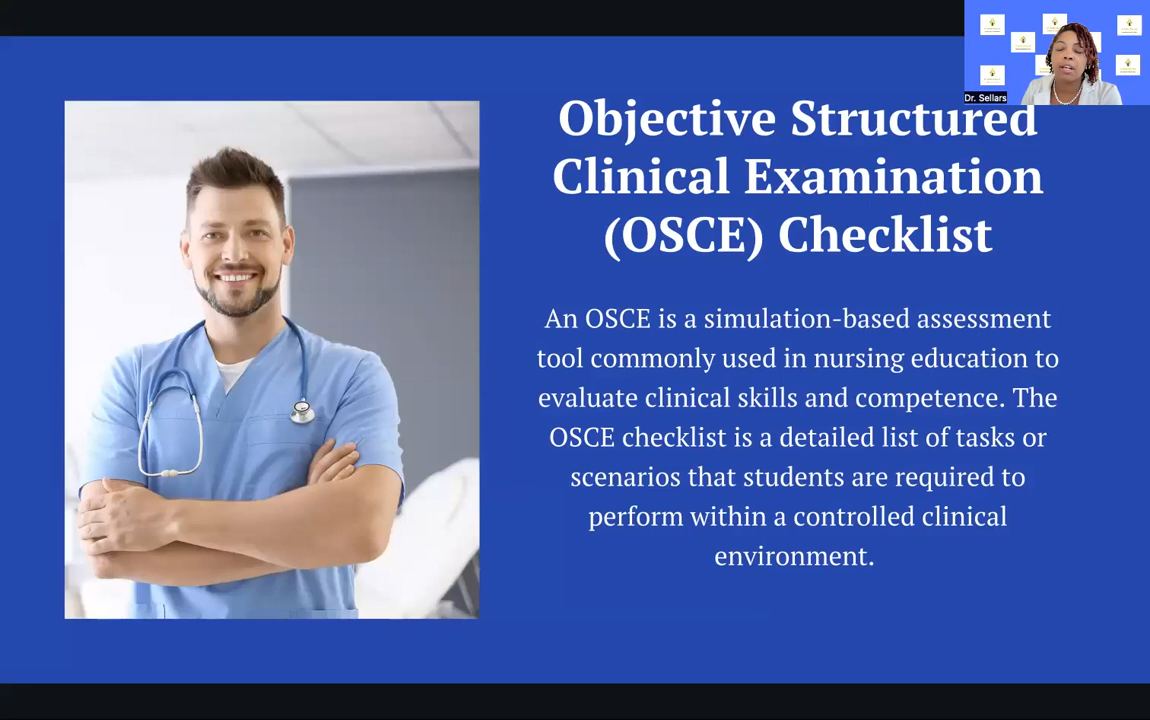 Dr. Sellars
Objective Structured
Clinical Examination
(OSCE) Checklist
An OSCE is a simulation-based assessment
tool commonly used in nursing education to
evaluate clinical skills and competence. The
OSCE checklist is a detailed list of tasks or
scenarios that students are required to
perform within a controlled clinical
environment.